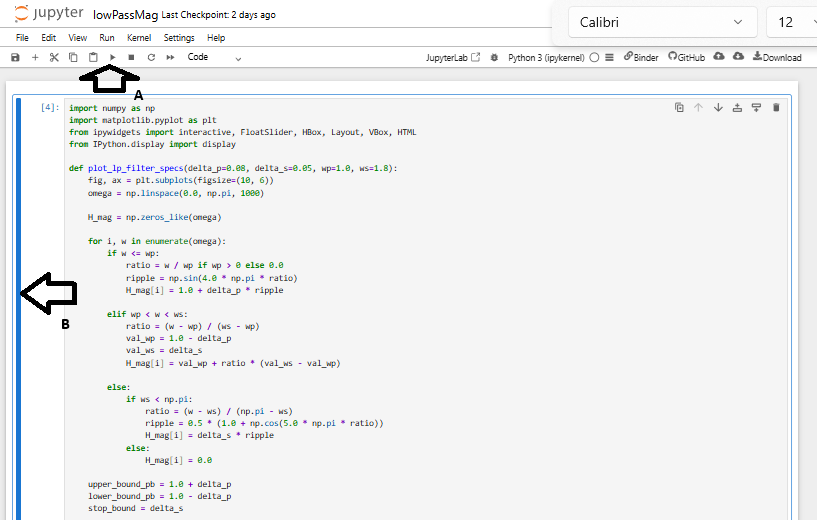 jupyter lowPassMag Last Checkpoint: 2 days ago
Calibri 12
File Edit View Run Kernel Settings Help
Code JupyterLab Python 3 (ipykernel) Binder GitHub Download
A
[4]: import numpy as np
import matplotlib.pyplot as plt
from ipywidgets import interactive, FloatSlider, HBox, Layout, VBox, HTML
from IPython.display import display
def plot_lp_filter_specs(delta_p=0.08, delta_s=0.05, wp=1.0, ws=1.8):
    fig, ax = plt.subplots(figsize=(10, 6))
    omega = np.linspace(0.0, np.pi, 1000)
    H_mag = np.zeros_like(omega)
    for i, w in enumerate(omega):
        if w <= wp:
            ratio = w / wp if wp > 0 else 0.0
            ripple = np.sin(4.0 * np.pi * ratio)
            H_mag[i] = 1.0 + delta_p * ripple
        elif wp < w < ws:
B
            ratio = (w - wp) / (ws - wp)
            val_wp = 1.0 - delta_p
            val_ws = delta_s
            H_mag[i] = val_wp + ratio * (val_ws - val_wp)
        else:
            if ws < np.pi:
                ratio = (w - ws) / (np.pi - ws)
                ripple = 0.5 * (1.0 + np.cos(5.0 * np.pi * ratio))
                H_mag[i] = delta_s * ripple
            else:
                H_mag[i] = 0.0
    upper_bound_pb = 1.0 + delta_p
    lower_bound_pb = 1.0 - delta_p
    stop_bound = delta_s